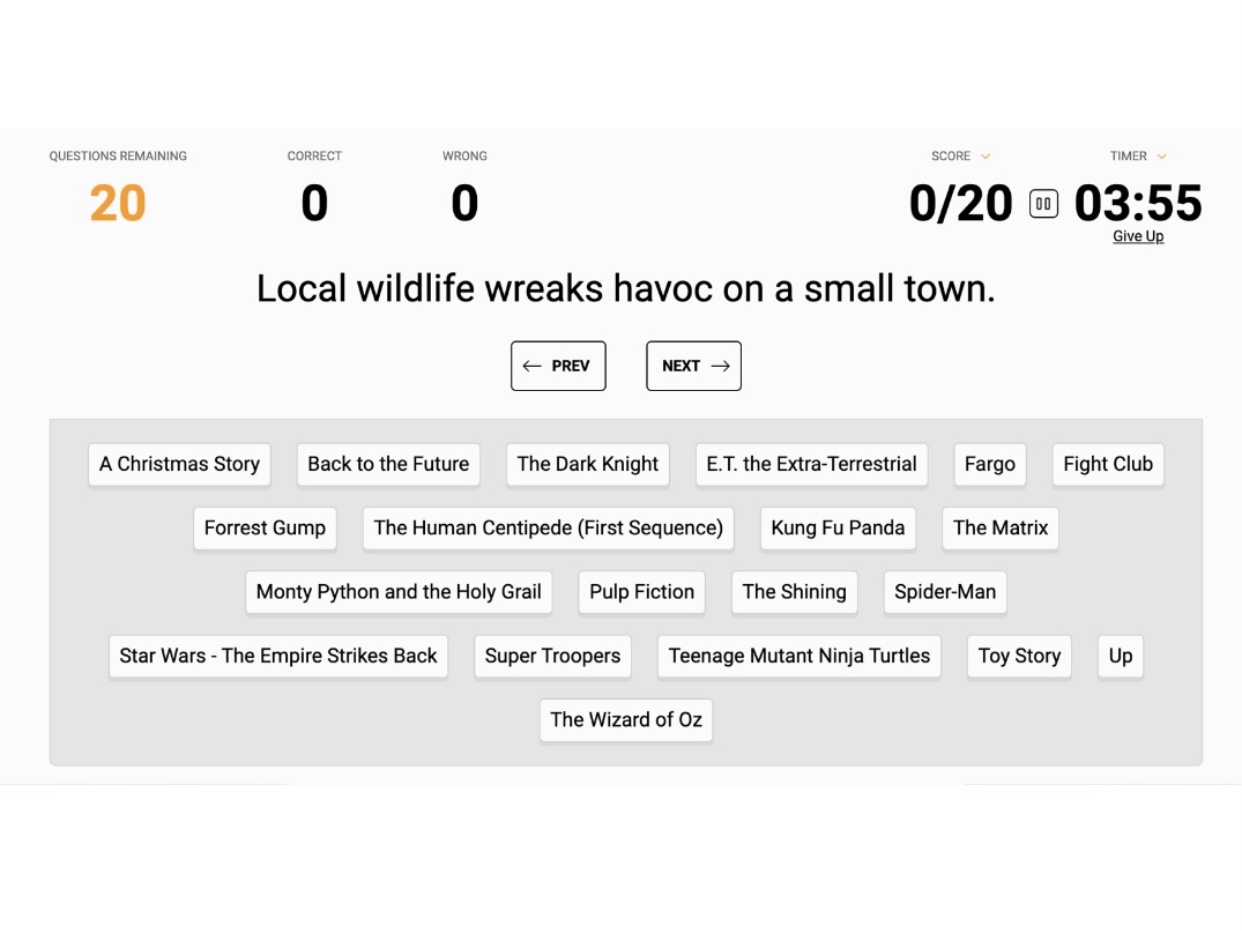 QUESTIONS REMAINING CORRECT WRONG SCORE TIMER
20 0 0 0/20 03:55
Give Up
Local wildlife wreaks havoc on a small town.
← PREV NEXT →
A Christmas Story Back to the Future The Dark Knight E.T. the Extra-Terrestrial Fargo Fight Club
Forrest Gump The Human Centipede (First Sequence) Kung Fu Panda The Matrix
Monty Python and the Holy Grail Pulp Fiction The Shining Spider-Man
Star Wars - The Empire Strikes Back Super Troopers Teenage Mutant Ninja Turtles Toy Story Up
The Wizard of Oz